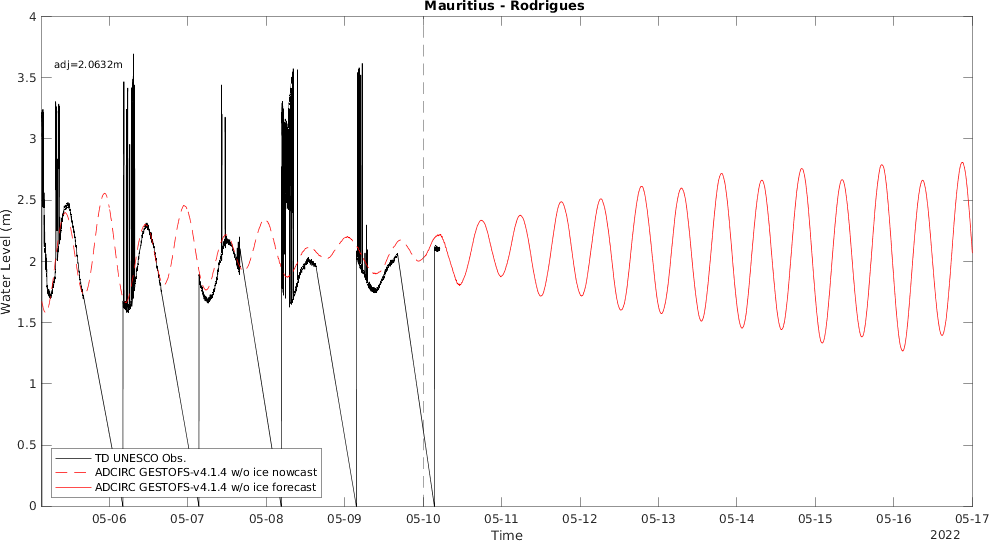 Mauritius - Rodrigues
4
3.5
3
2.5
2
1.5
1
0.5
0
Water Level (m)
adj=2.0632m
TD UNESCO Obs.
ADCIRC GESTOFS-v4.1.4 w/o ice nowcast
ADCIRC GESTOFS-v4.1.4 w/o ice forecast
05-06 05-07 05-08 05-09 05-10 05-11 05-12 05-13 05-14 05-15 05-16 05-17
Time
2022